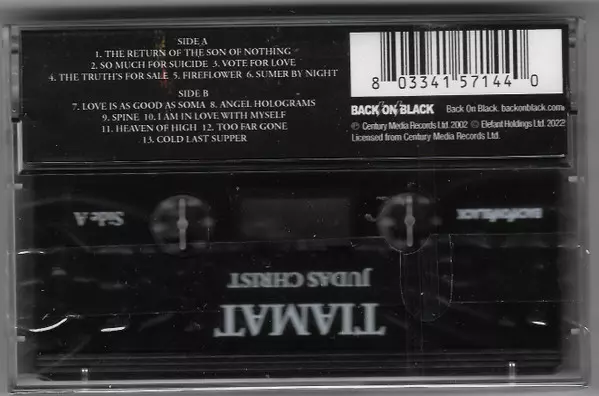 SIDE A
1. THE RETURN OF THE SON OF NOTHING
2. SO MUCH FOR SUICIDE 3. VOTE FOR LOVE
4. THE TRUTH'S FOR SALE 5. FIREFLOWER 6. SUMER BY NIGHT
SIDE B
7. LOVE IS AS GOOD AS SOMA 8. ANGEL HOLOGRAMS
9. SPINE 10. I AM IN LOVE WITH MYSELF
11. HEAVEN OF HIGH 12. TOO FAR GONE
13. COLD LAST SUPPER
8 03341 57144 0
BACK ON BLACK Back On Black. backonblack.com
℗ Century Media Records Ltd. 2002 © Elefant Holdings Ltd. 2022
Licensed from Century Media Records Ltd.
Side A
BACK ON BLACK
JUDAS CHRIST
TIAMAT